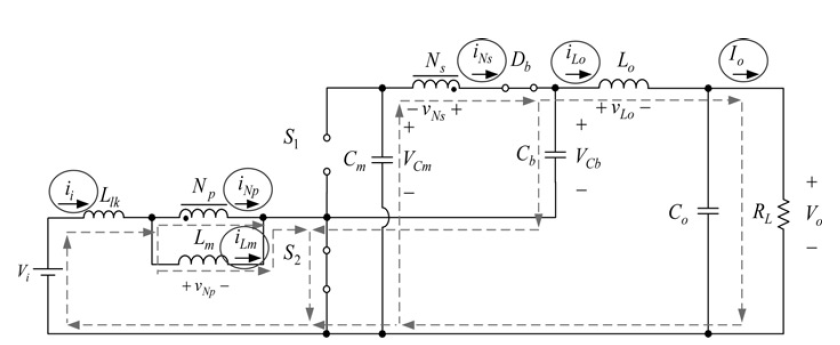 N_s i_Ns D_b i_Lo L_o I_o
− v_Ns + + v_Lo −
S_1 C_m + V_Cm − C_b + V_Cb −
i_i L_lk N_p i_Np
C_o R_L + V_o −
L_m i_Lm S_2
V_i
+ v_Np −